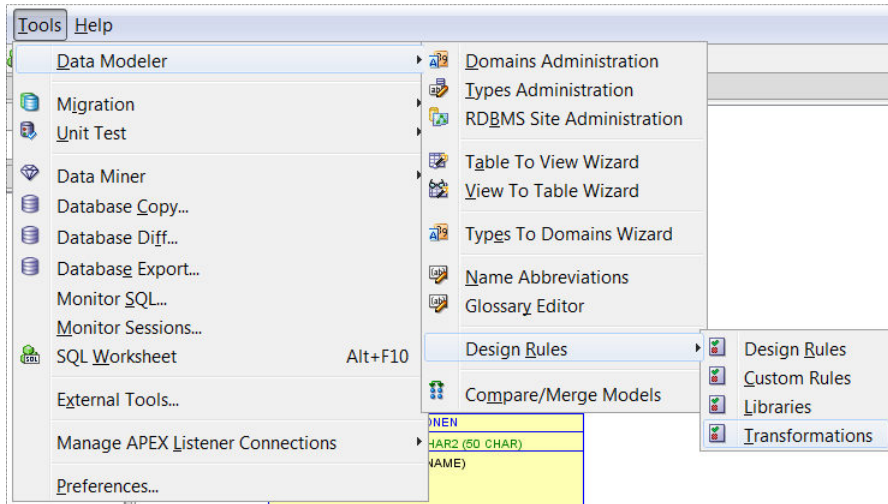 Tools Help
Data Modeler
Migration
Unit Test
Data Miner
Database Copy...
Database Diff...
Database Export...
Monitor SQL...
Monitor Sessions...
SQL Worksheet Alt+F10
External Tools...
Manage APEX Listener Connections
Preferences...
Domains Administration
Types Administration
RDBMS Site Administration
Table To View Wizard
View To Table Wizard
Types To Domains Wizard
Name Abbreviations
Glossary Editor
Design Rules
Compare/Merge Models
Design Rules
Custom Rules
Libraries
Transformations
ONEN
HAR2 (50 CHAR)
NAME)